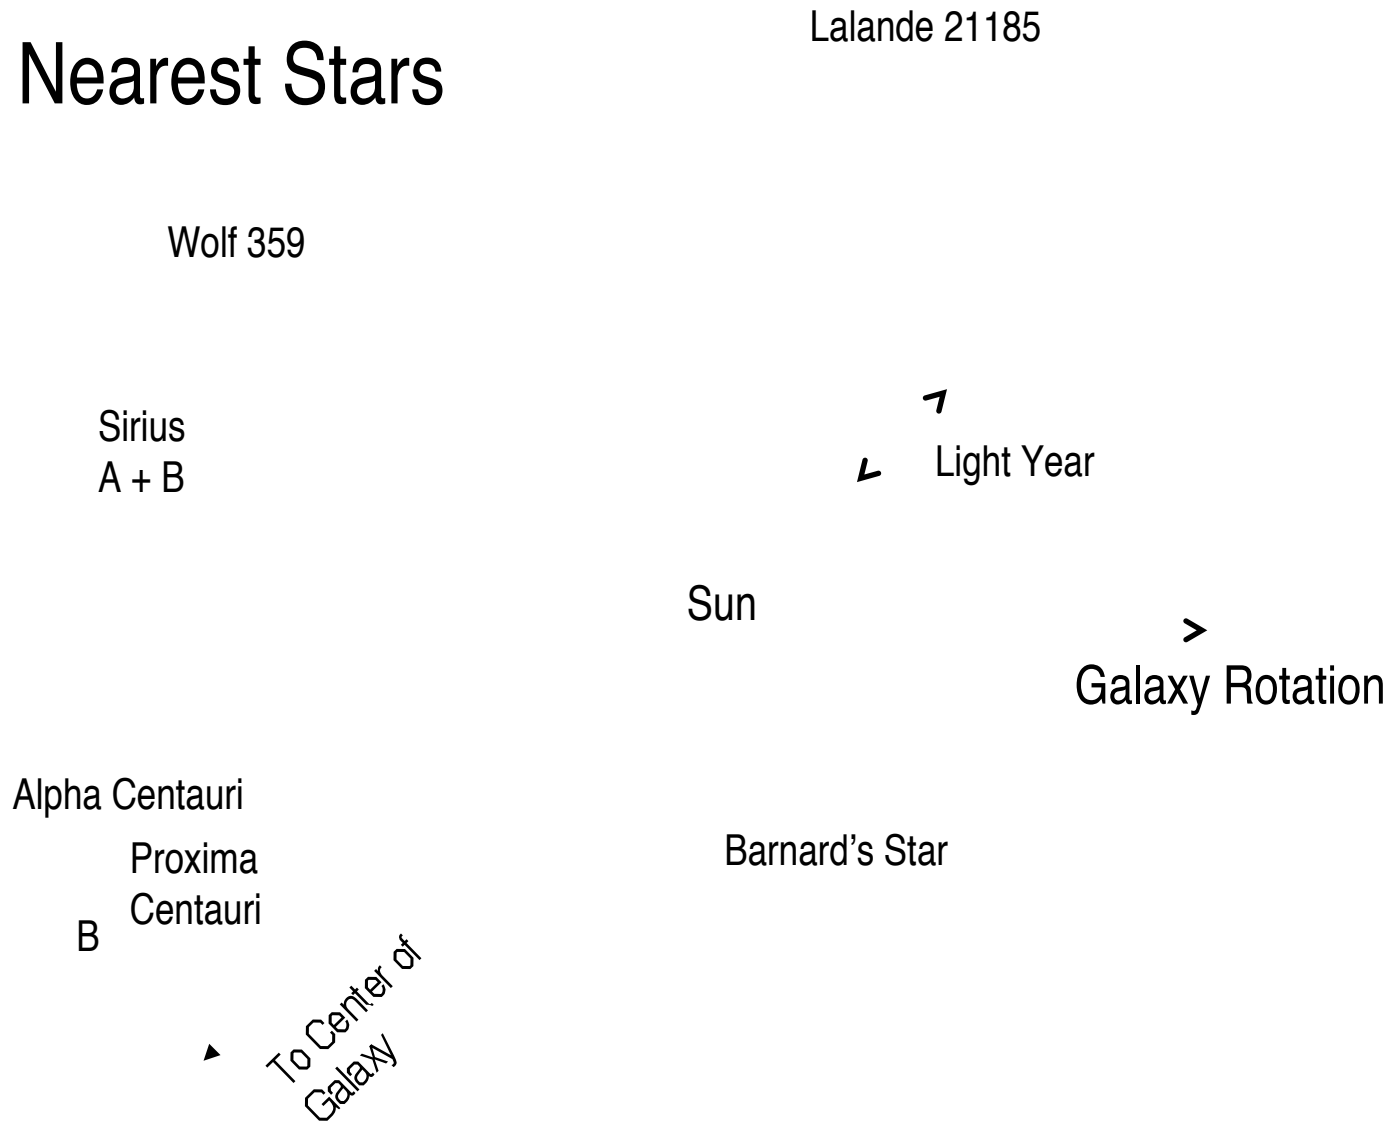 Lalande 21185
Nearest Stars
Wolf 359
Sirius
A + B
Light Year
Sun
Galaxy Rotation
Alpha Centauri
Proxima
Centauri
B
Barnard's Star
To Center of
Galaxy